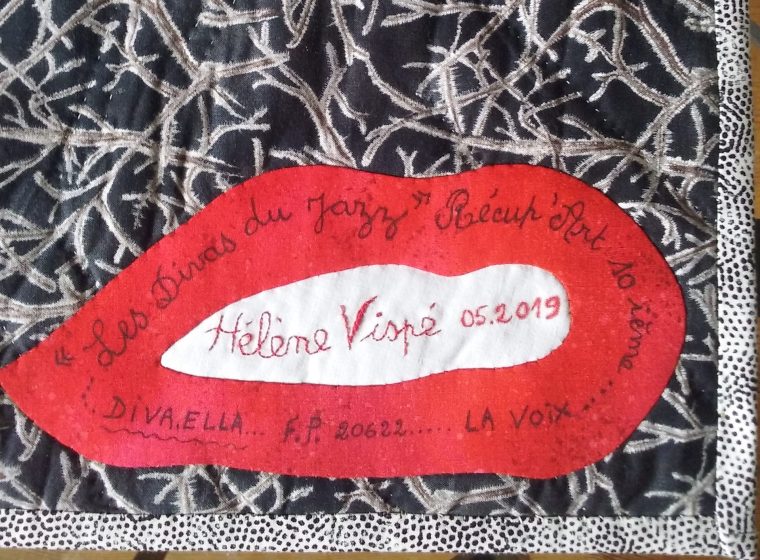 « Les Divas du Jazz » Récup'Art 10 ième ....
Hélène Vispé 05.2019
... DIVA.ELLA... F.P. 20622..... LA VOIX.....